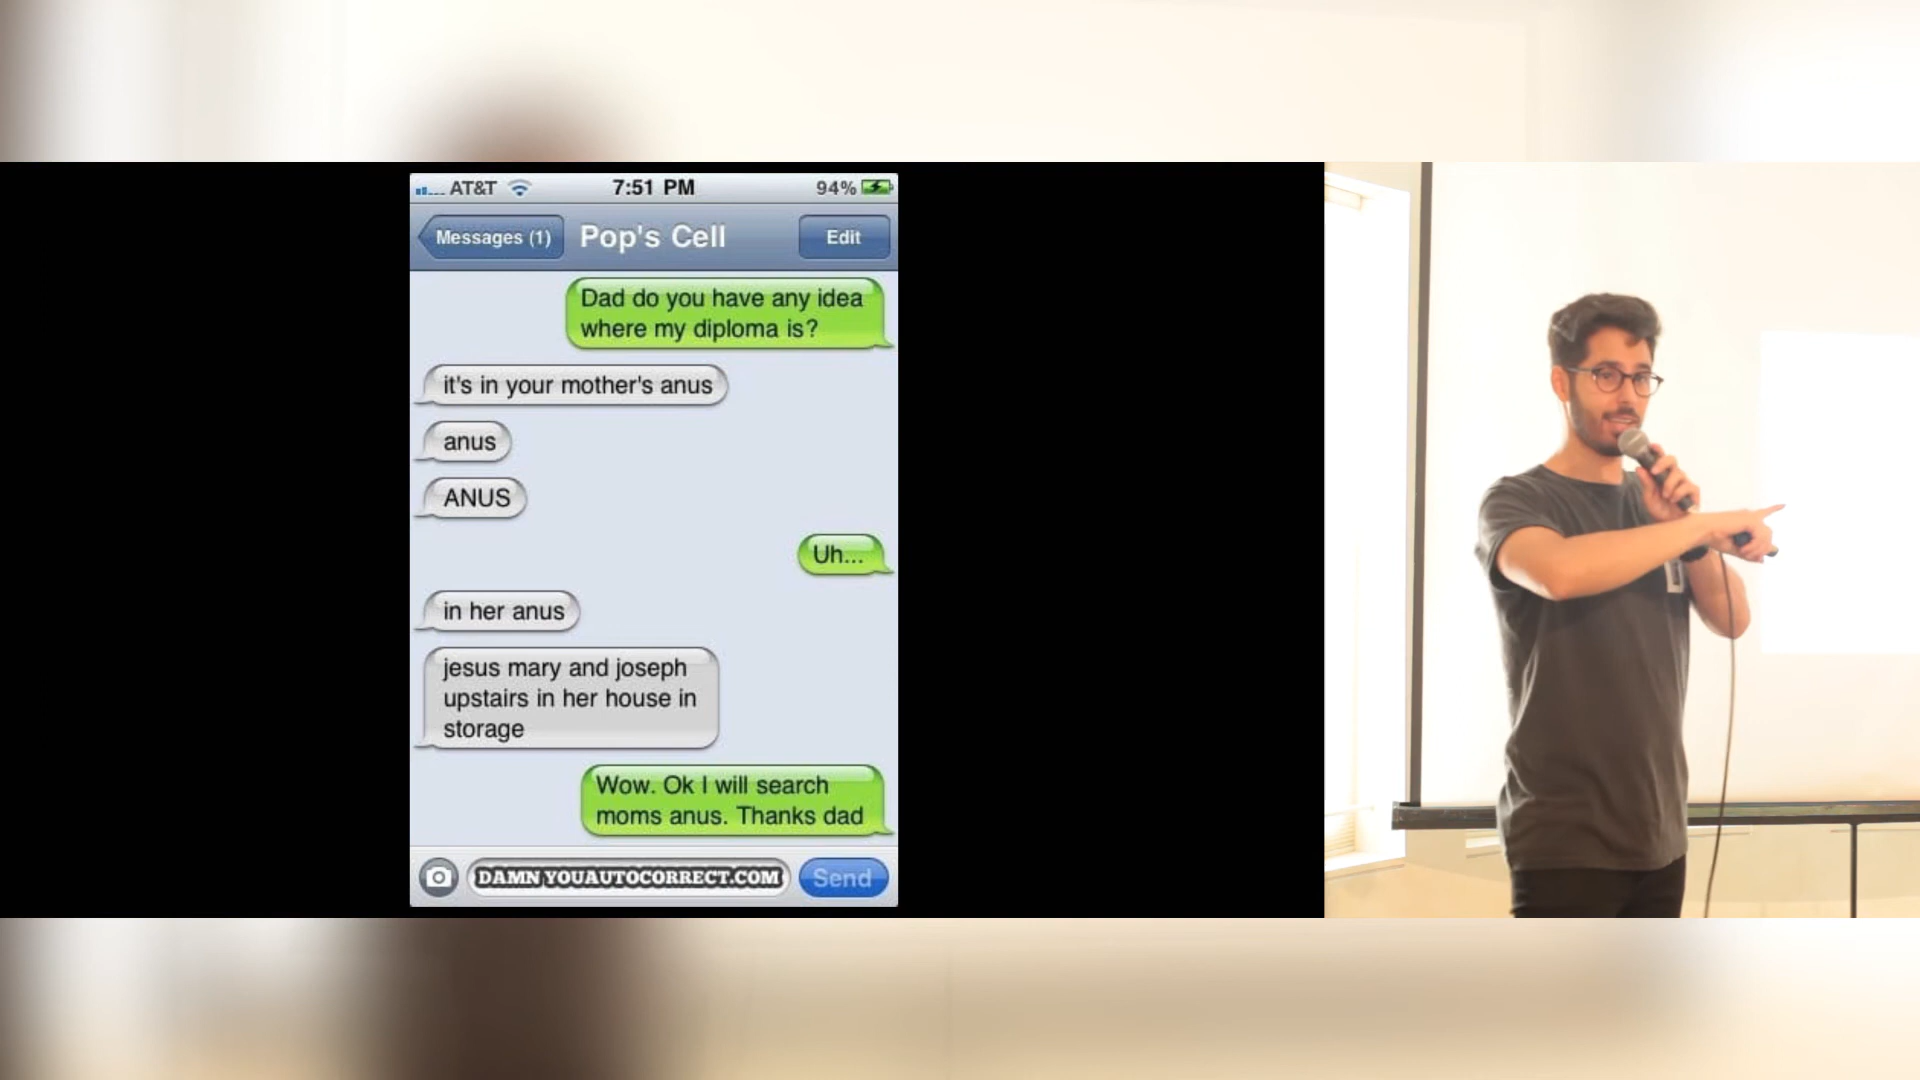 AT&T 7:51 PM 94%
Messages (1) Pop's Cell Edit
Dad do you have any idea
where my diploma is?
it's in your mother's anus
anus
ANUS
Uh...
in her anus
jesus mary and joseph
upstairs in her house in
storage
Wow. Ok I will search
moms anus. Thanks dad
DAMNYOUAUTOCORRECT.COM Send